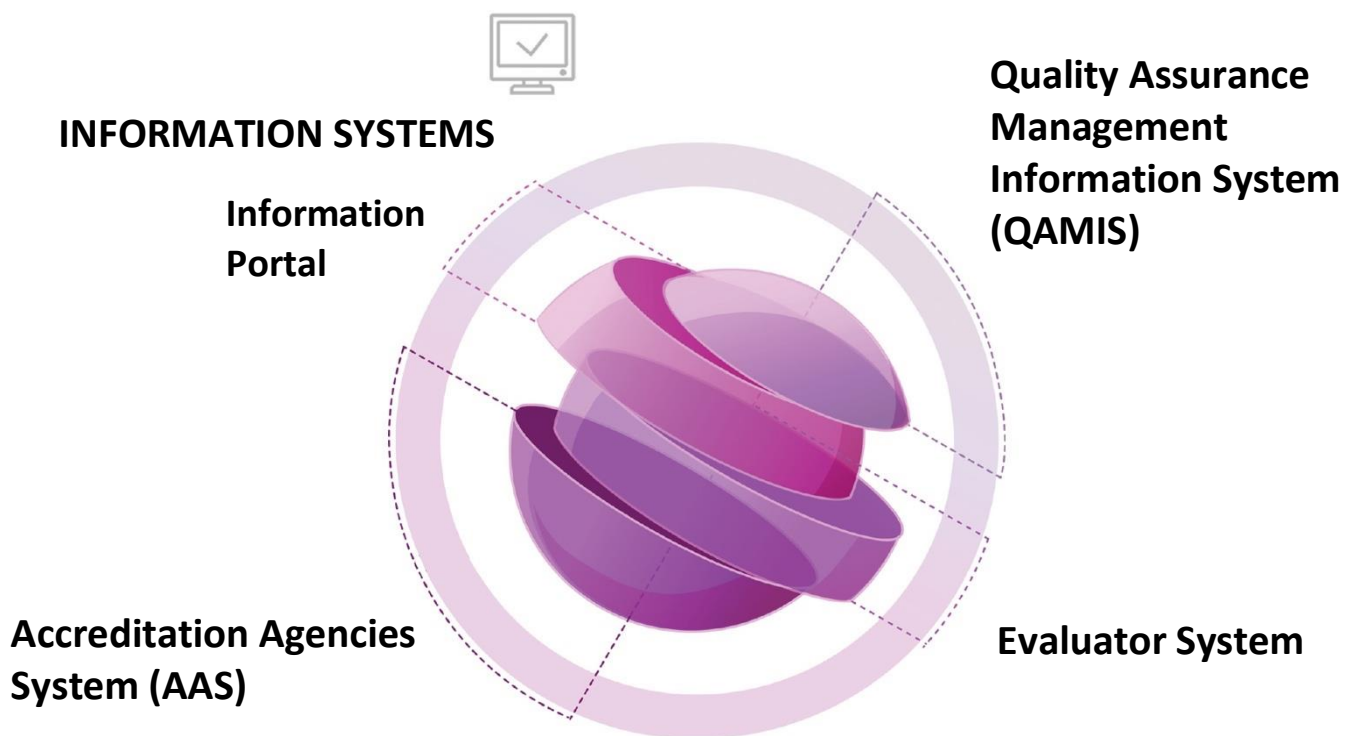 INFORMATION SYSTEMS
Information
Portal
Quality Assurance
Management
Information System
(QAMIS)
Accreditation Agencies
System (AAS)
Evaluator System